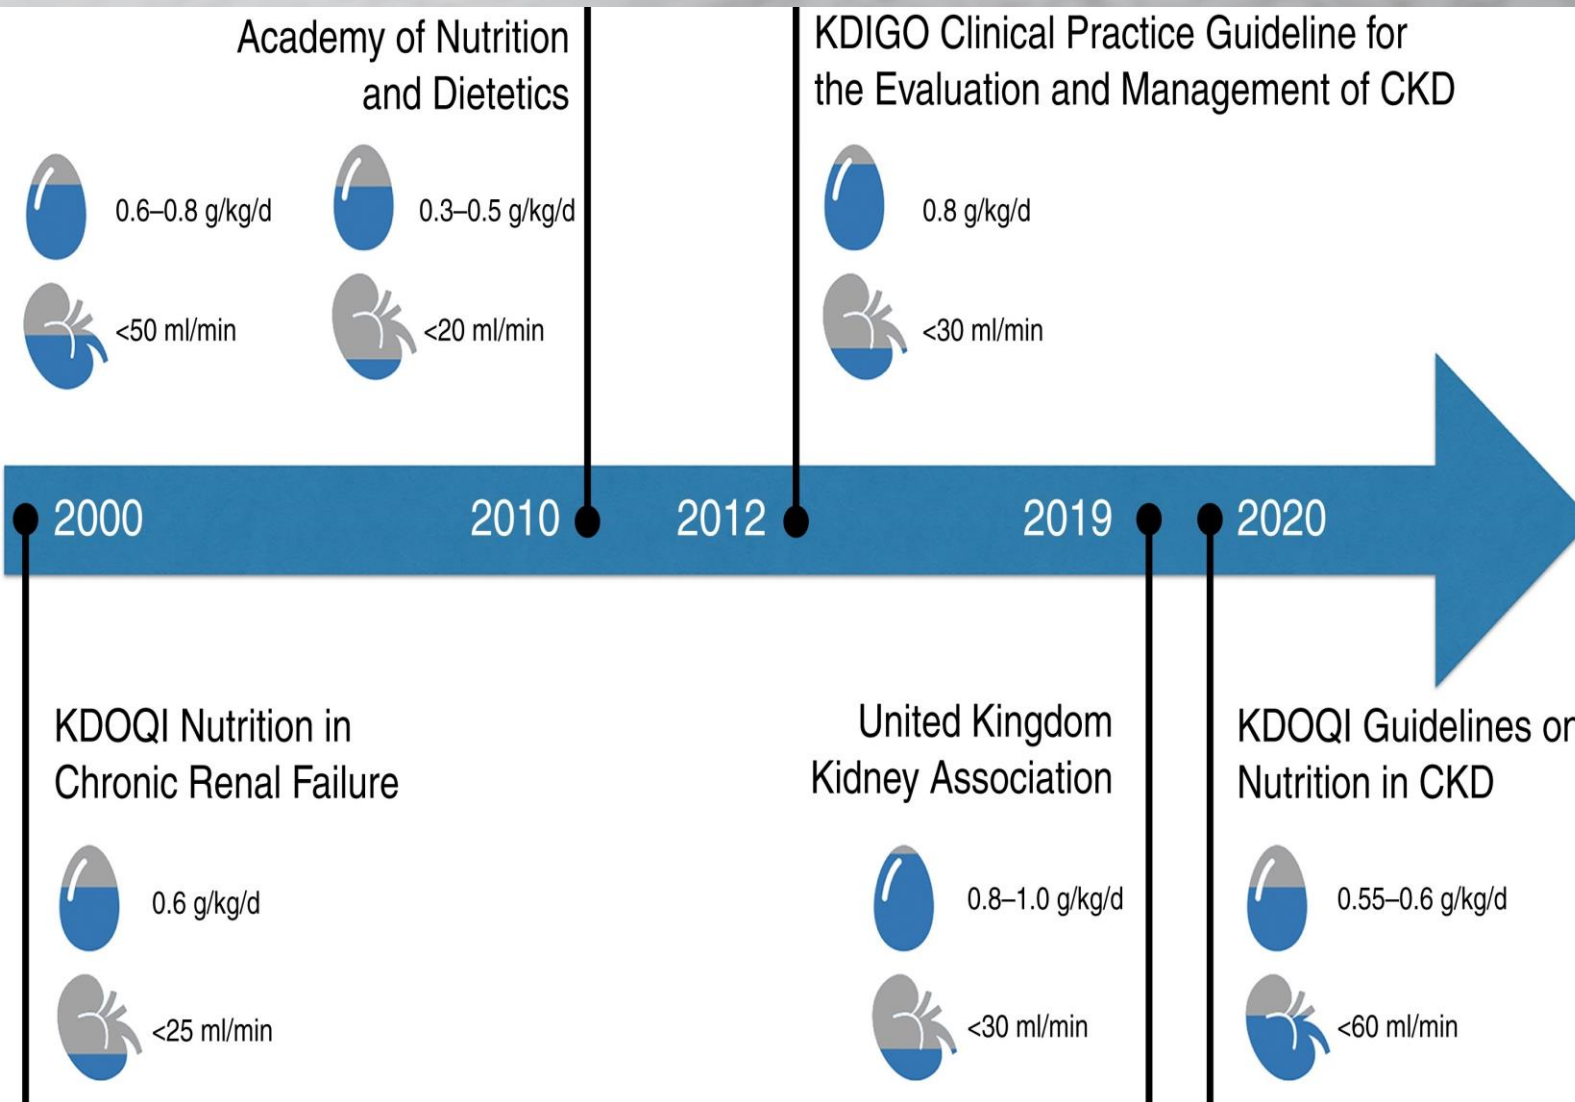 Academy of Nutrition
and Dietetics
0.6–0.8 g/kg/d
0.3–0.5 g/kg/d
<50 ml/min
<20 ml/min
KDIGO Clinical Practice Guideline for
the Evaluation and Management of CKD
0.8 g/kg/d
<30 ml/min
2000
2010
2012
2019
2020
KDOQI Nutrition in
Chronic Renal Failure
0.6 g/kg/d
<25 ml/min
United Kingdom
Kidney Association
0.8–1.0 g/kg/d
<30 ml/min
KDOQI Guidelines on
Nutrition in CKD
0.55–0.6 g/kg/d
<60 ml/min